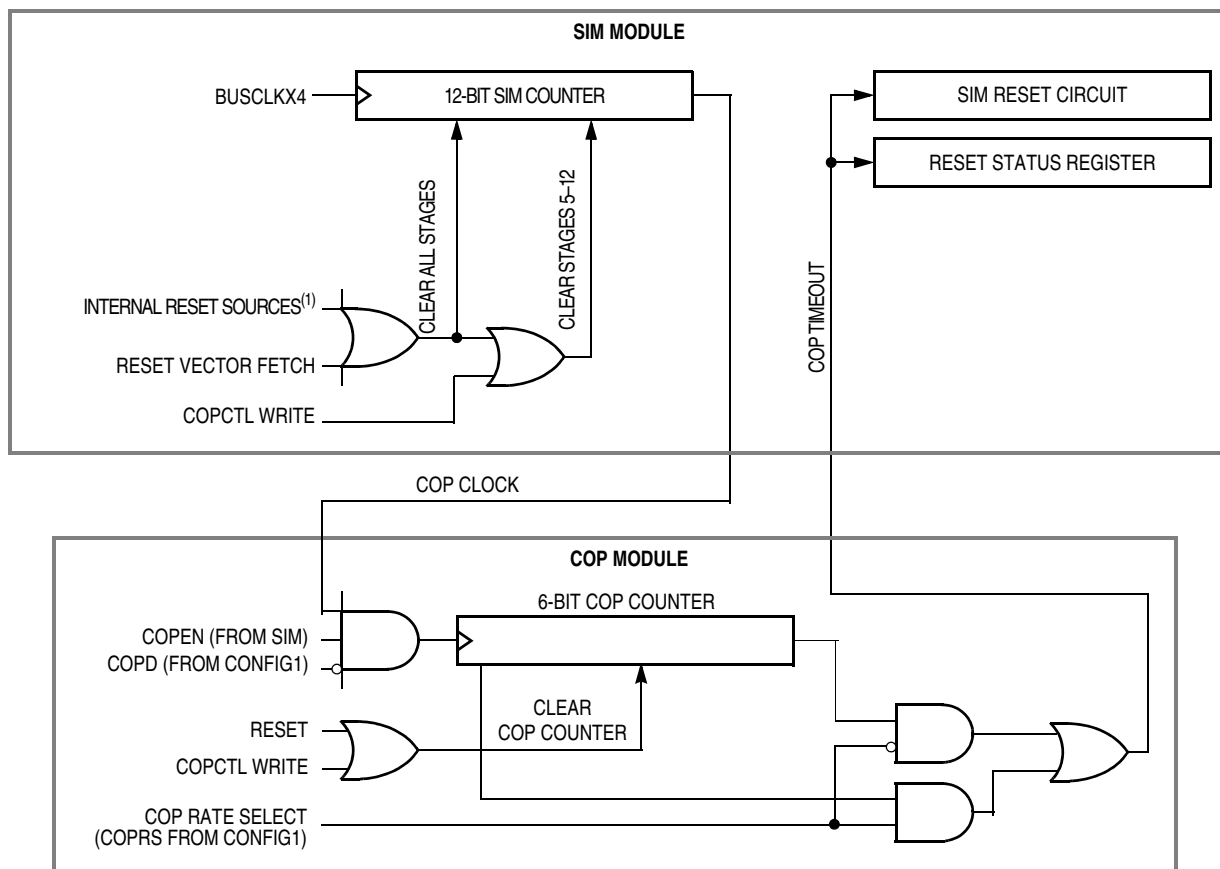 SIM MODULE
BUSCLKX4
12-BIT SIM COUNTER
SIM RESET CIRCUIT
RESET STATUS REGISTER
CLEAR ALL STAGES
CLEAR STAGES 5–12
COP TIMEOUT
INTERNAL RESET SOURCES(1)
RESET VECTOR FETCH
COPCTL WRITE
COP CLOCK
COP MODULE
6-BIT COP COUNTER
COPEN (FROM SIM)
COPD (FROM CONFIG1)
CLEAR
COP COUNTER
RESET
COPCTL WRITE
COP RATE SELECT
(COPRS FROM CONFIG1)